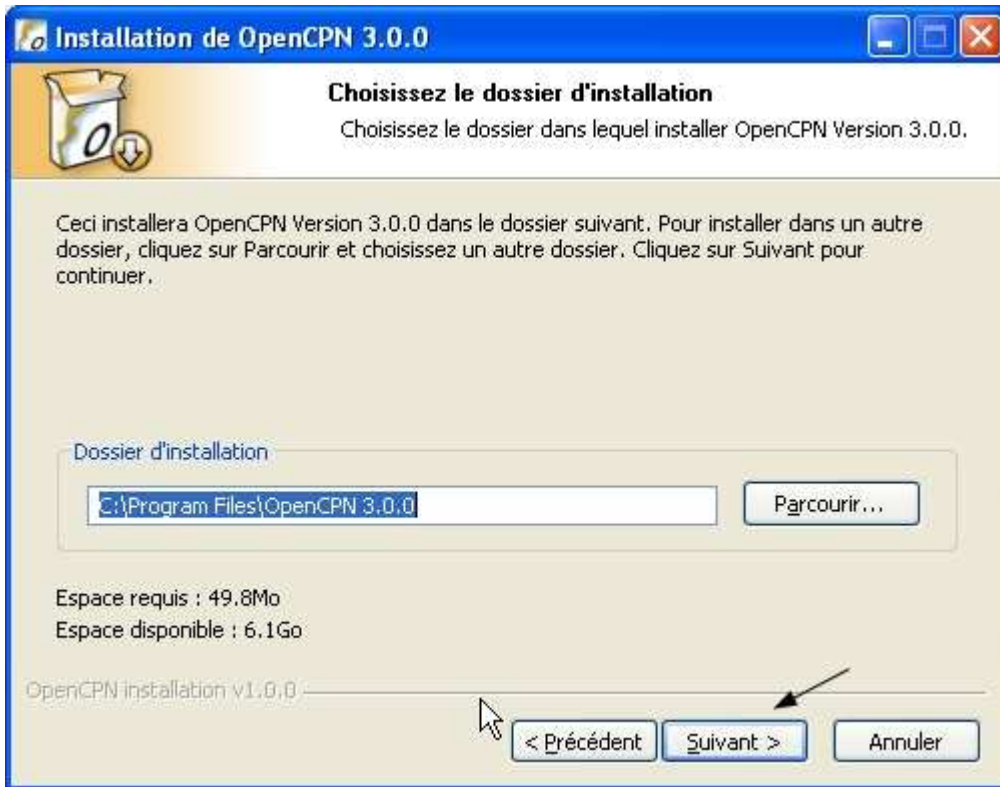 Installation de OpenCPN 3.0.0
Choisissez le dossier d'installation
Choisissez le dossier dans lequel installer OpenCPN Version 3.0.0.
Ceci installera OpenCPN Version 3.0.0 dans le dossier suivant. Pour installer dans un autre
dossier, cliquez sur Parcourir et choisissez un autre dossier. Cliquez sur Suivant pour
continuer.
Dossier d'installation
C:\Program Files\OpenCPN 3.0.0
Parcourir...
Espace requis : 49.8Mo
Espace disponible : 6.1Go
OpenCPN installation v1.0.0
< Précédent
Suivant >
Annuler